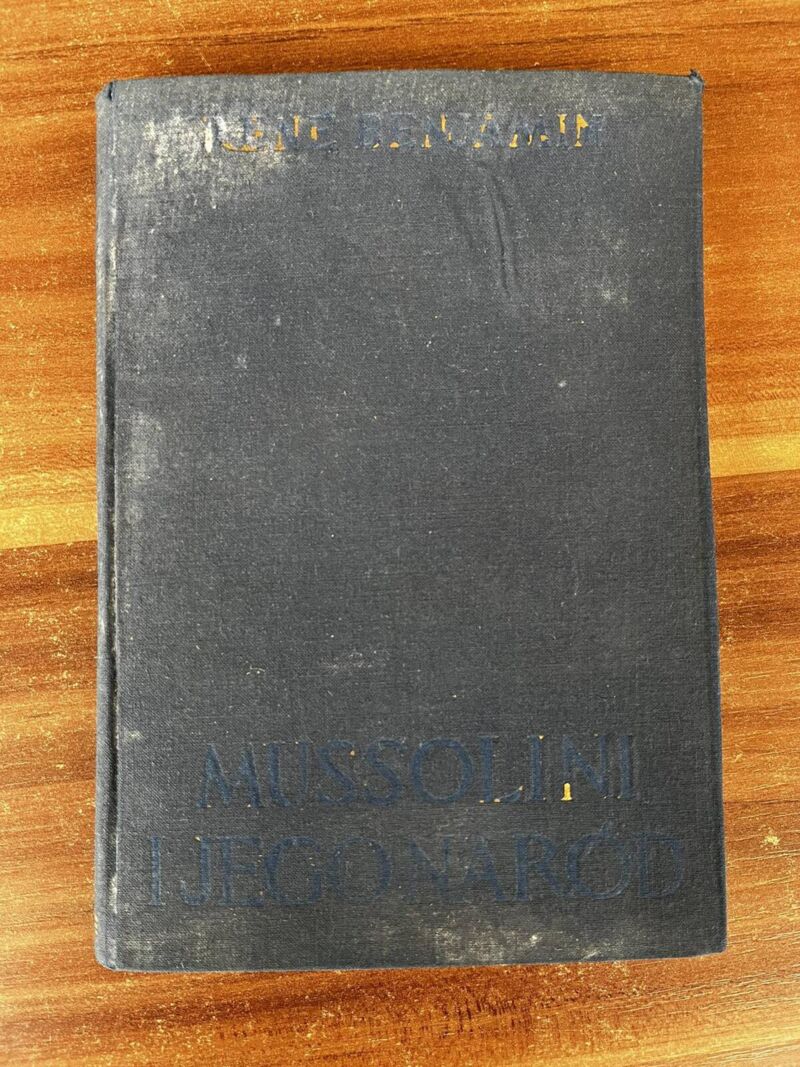 RENÉ BENJAMIN
MUSSOLINI
I JEGO NARÓD